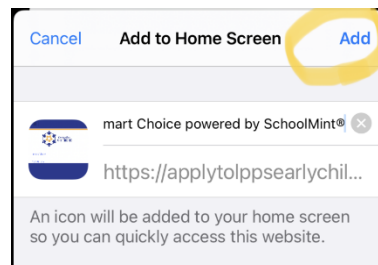 Cancel Add to Home Screen Add
mart Choice powered by SchoolMint®
https://applytolppsearlychil...
An icon will be added to your home screen
so you can quickly access this website.